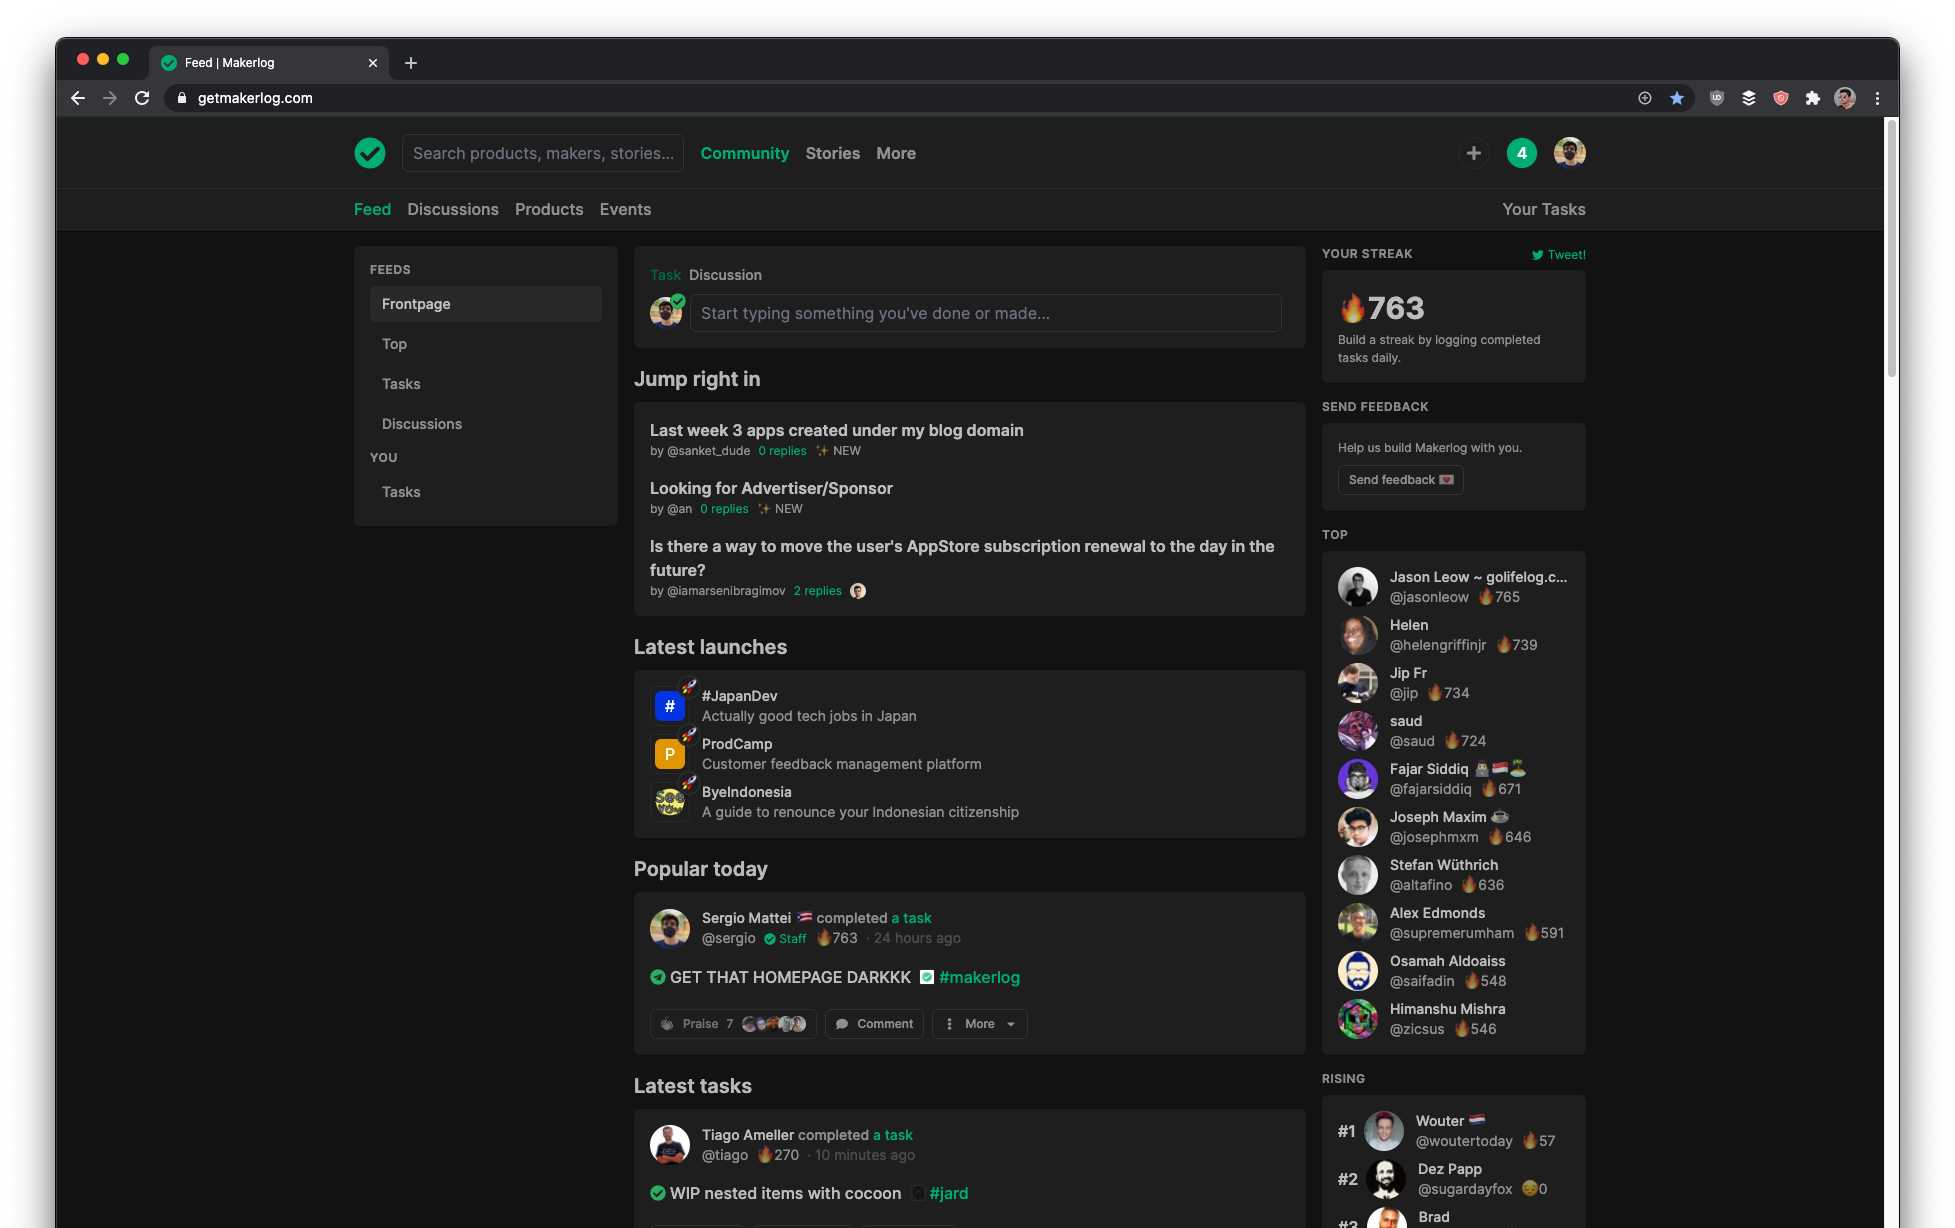 Feed | Makerlog
getmakerlog.com
Search products, makers, stories...
Community
Stories
More
4
Feed
Discussions
Products
Events
Your Tasks
FEEDS
Frontpage
Top
Tasks
Discussions
YOU
Tasks
Task Discussion
Start typing something you've done or made...
Jump right in
Last week 3 apps created under my blog domain
by @sanket_dude 0 replies ✨ NEW
Looking for Advertiser/Sponsor
by @an 0 replies ✨ NEW
Is there a way to move the user's AppStore subscription renewal to the day in the
future?
by @iamarsenibragimov 2 replies
Latest launches
#
#JapanDev
Actually good tech jobs in Japan
P
ProdCamp
Customer feedback management platform
ByeIndonesia
A guide to renounce your Indonesian citizenship
Popular today
Sergio Mattei 🇵🇷 completed a task
@sergio Staff 🔥763 · 24 hours ago
GET THAT HOMEPAGE DARKKK #makerlog
Praise 7
Comment
More
Latest tasks
Tiago Ameller completed a task
@tiago 🔥270 · 10 minutes ago
WIP nested items with cocoon #jard
YOUR STREAK
Tweet!
🔥763
Build a streak by logging completed
tasks daily.
SEND FEEDBACK
Help us build Makerlog with you.
Send feedback 💌
TOP
Jason Leow ~ golifelog.c...
@jasonleow 🔥765
Helen
@helengriffinjr 🔥739
Jip Fr
@jip 🔥734
saud
@saud 🔥724
Fajar Siddiq 👨🏻‍💻🇸🇬🏝
@fajarsiddiq 🔥671
Joseph Maxim ☕
@josephmxm 🔥646
Stefan Wüthrich
@altafino 🔥636
Alex Edmonds
@supremerumham 🔥591
Osamah Aldoaiss
@saifadin 🔥548
Himanshu Mishra
@zicsus 🔥546
RISING
#1
Wouter 🇳🇱
@woutertoday 🔥57
#2
Dez Papp
@sugardayfox 😔0
#3
Brad